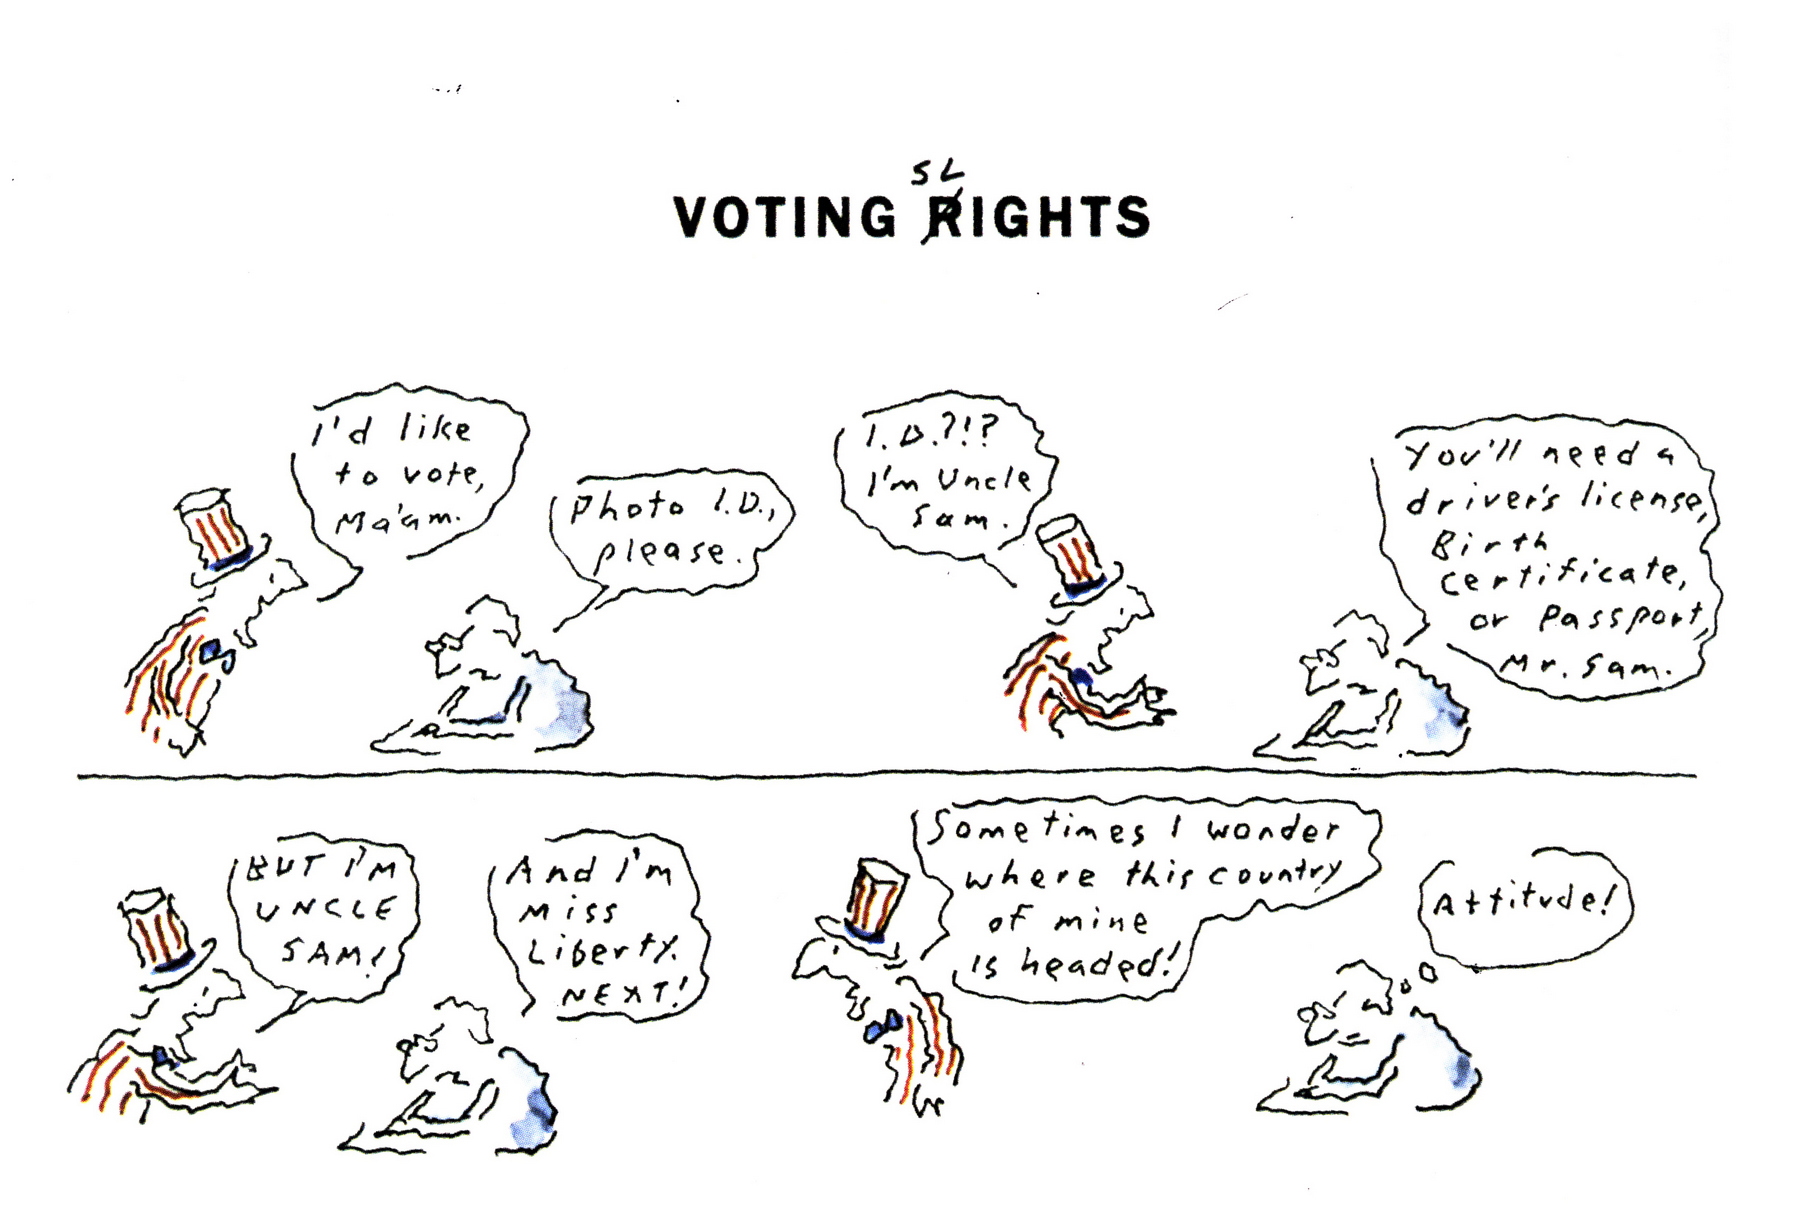 SL
VOTING RIGHTS
I'd like
to vote,
Ma'am.
Photo I.D.,
please.
I.D.?!?
I'm Uncle
Sam.
You'll need a
driver's license,
Birth
certificate,
or Passport,
Mr. Sam.
BUT I'M
UNCLE
SAM!
And I'm
Miss
Liberty.
NEXT!
Sometimes I wonder
where this country
of mine
is headed!
Attitude!